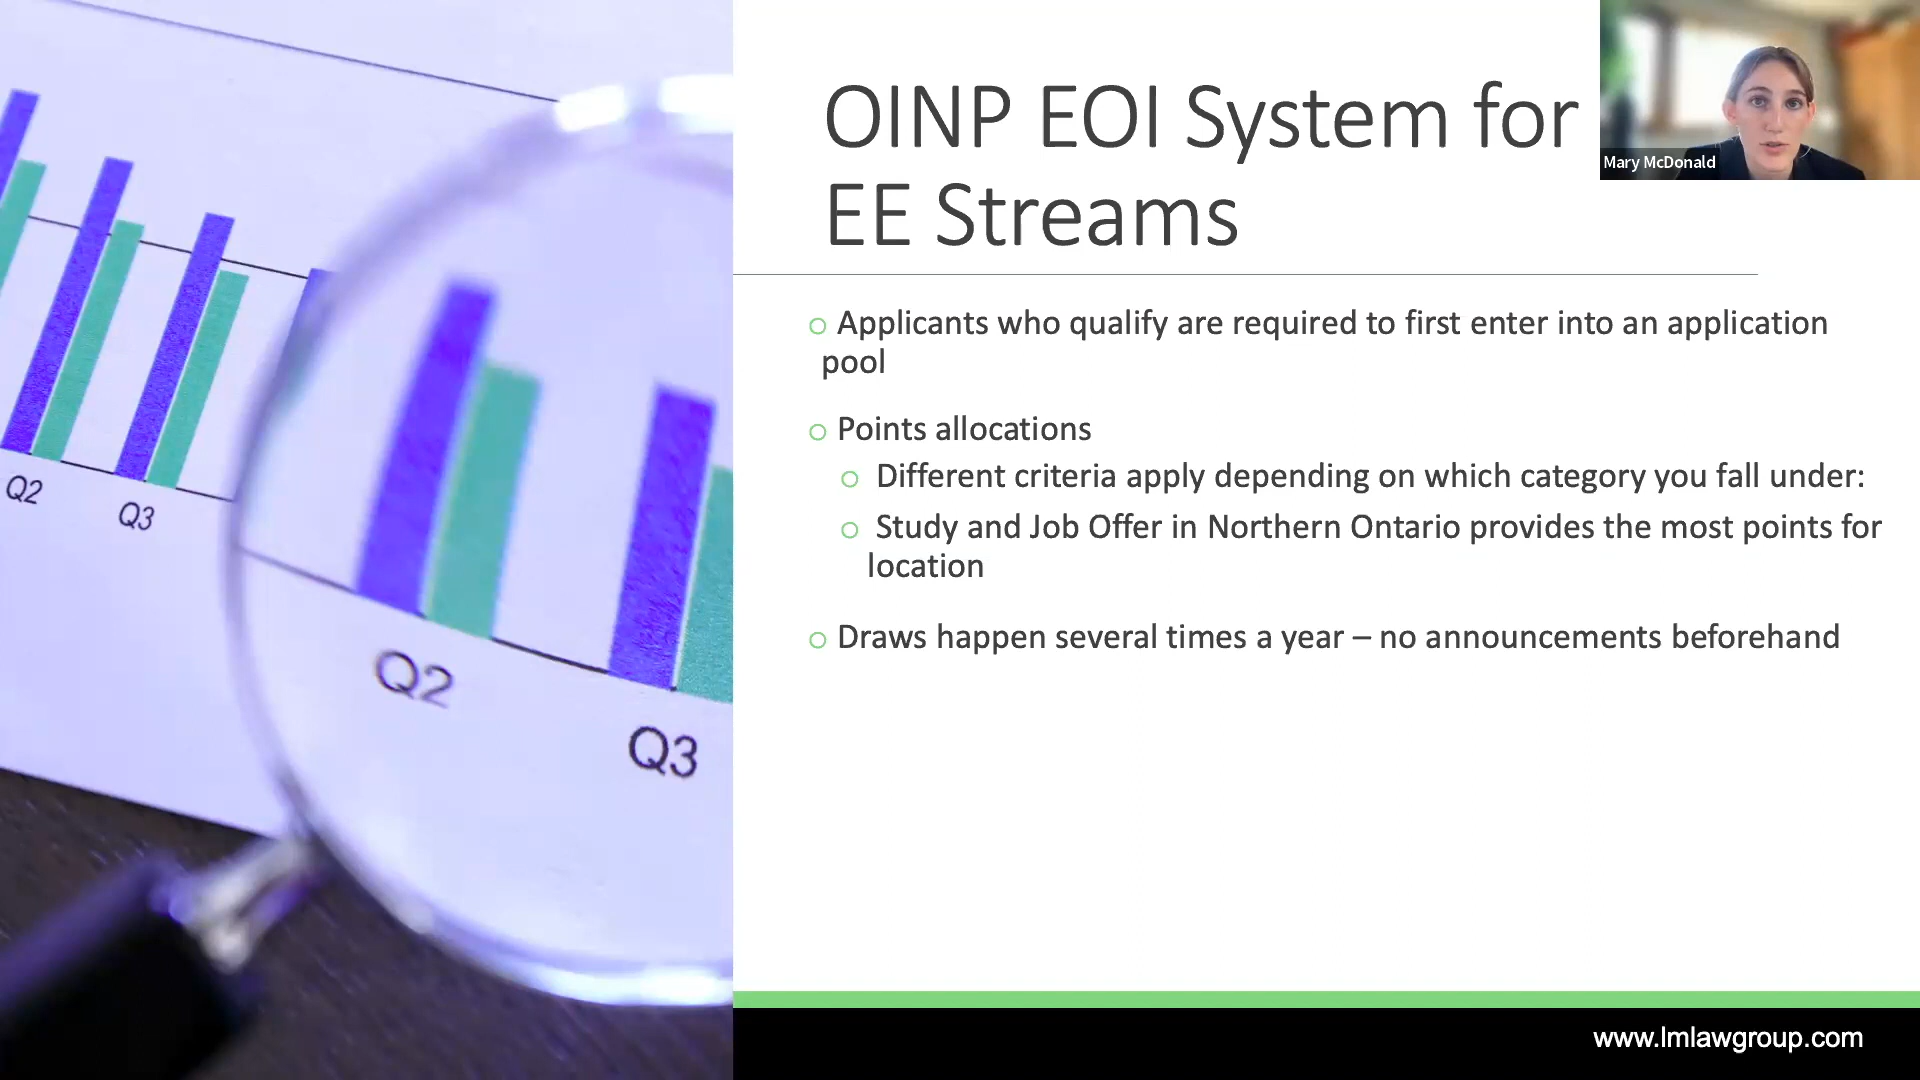 OINP EOI System for
EE Streams
Mary McDonald
Applicants who qualify are required to first enter into an application
pool
Points allocations
Different criteria apply depending on which category you fall under:
Study and Job Offer in Northern Ontario provides the most points for
location
Draws happen several times a year – no announcements beforehand
Q2
Q3
Q2
Q3
www.lmlawgroup.com